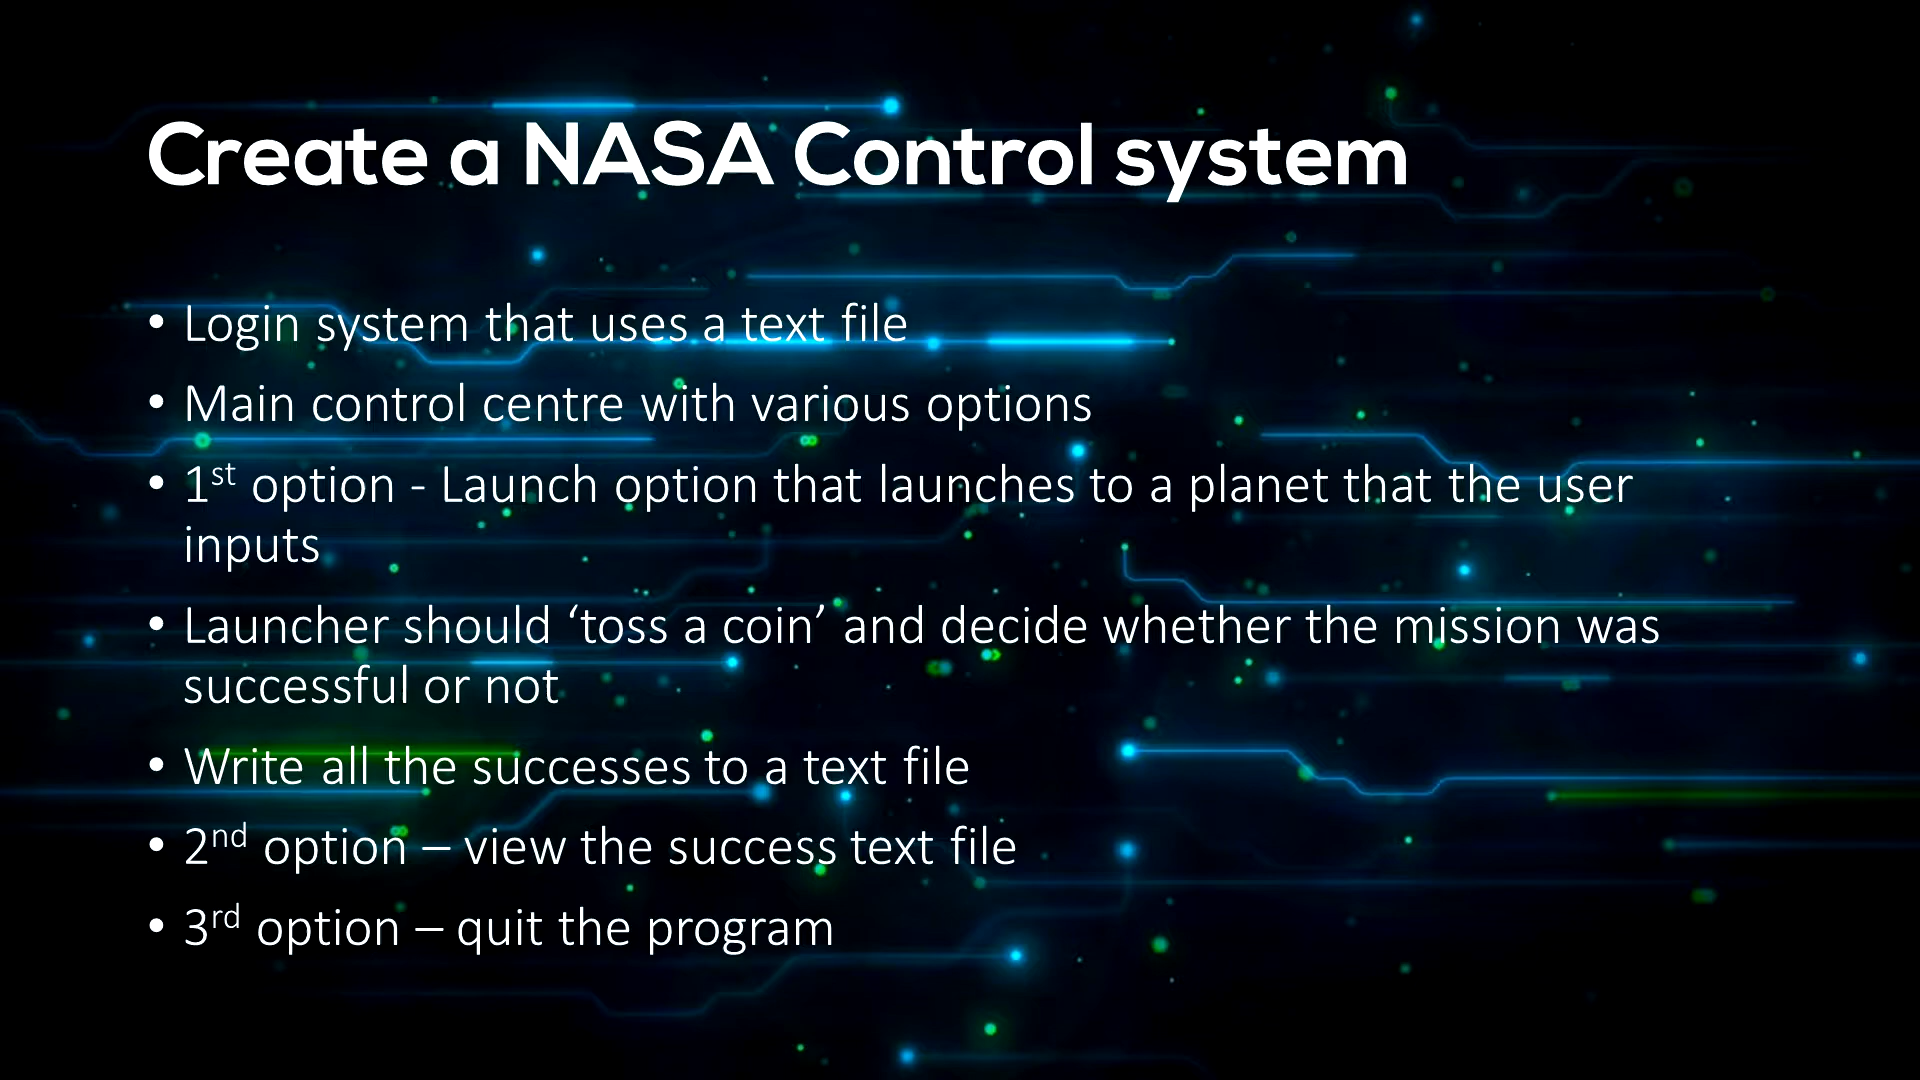 Create a NASA Control system
• Login system that uses a text file
• Main control centre with various options
• 1st option - Launch option that launches to a planet that the user
inputs
• Launcher should ‘toss a coin’ and decide whether the mission was
successful or not
• Write all the successes to a text file
• 2nd option – view the success text file
• 3rd option – quit the program